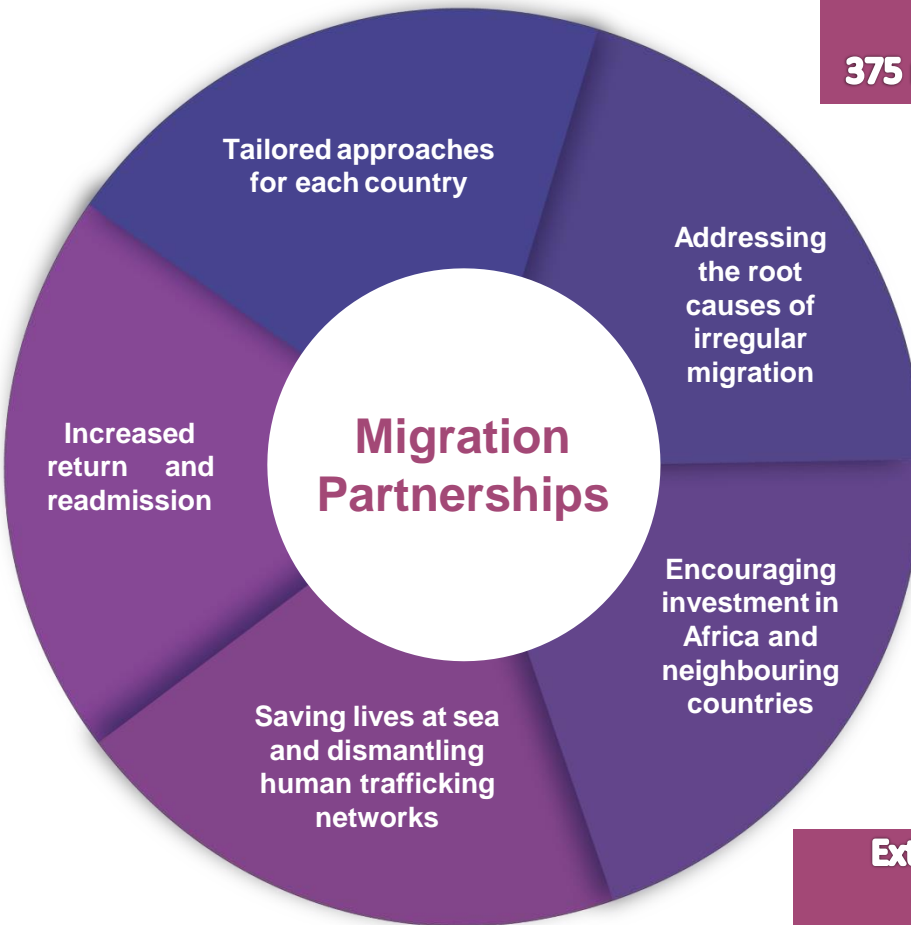 375
Tailored approaches
for each country
Addressing
the root
causes of
irregular
migration
Increased
return and
readmission
Migration
Partnerships
Encouraging
investment in
Africa and
neighbouring
countries
Saving lives at sea
and dismantling
human trafficking
networks